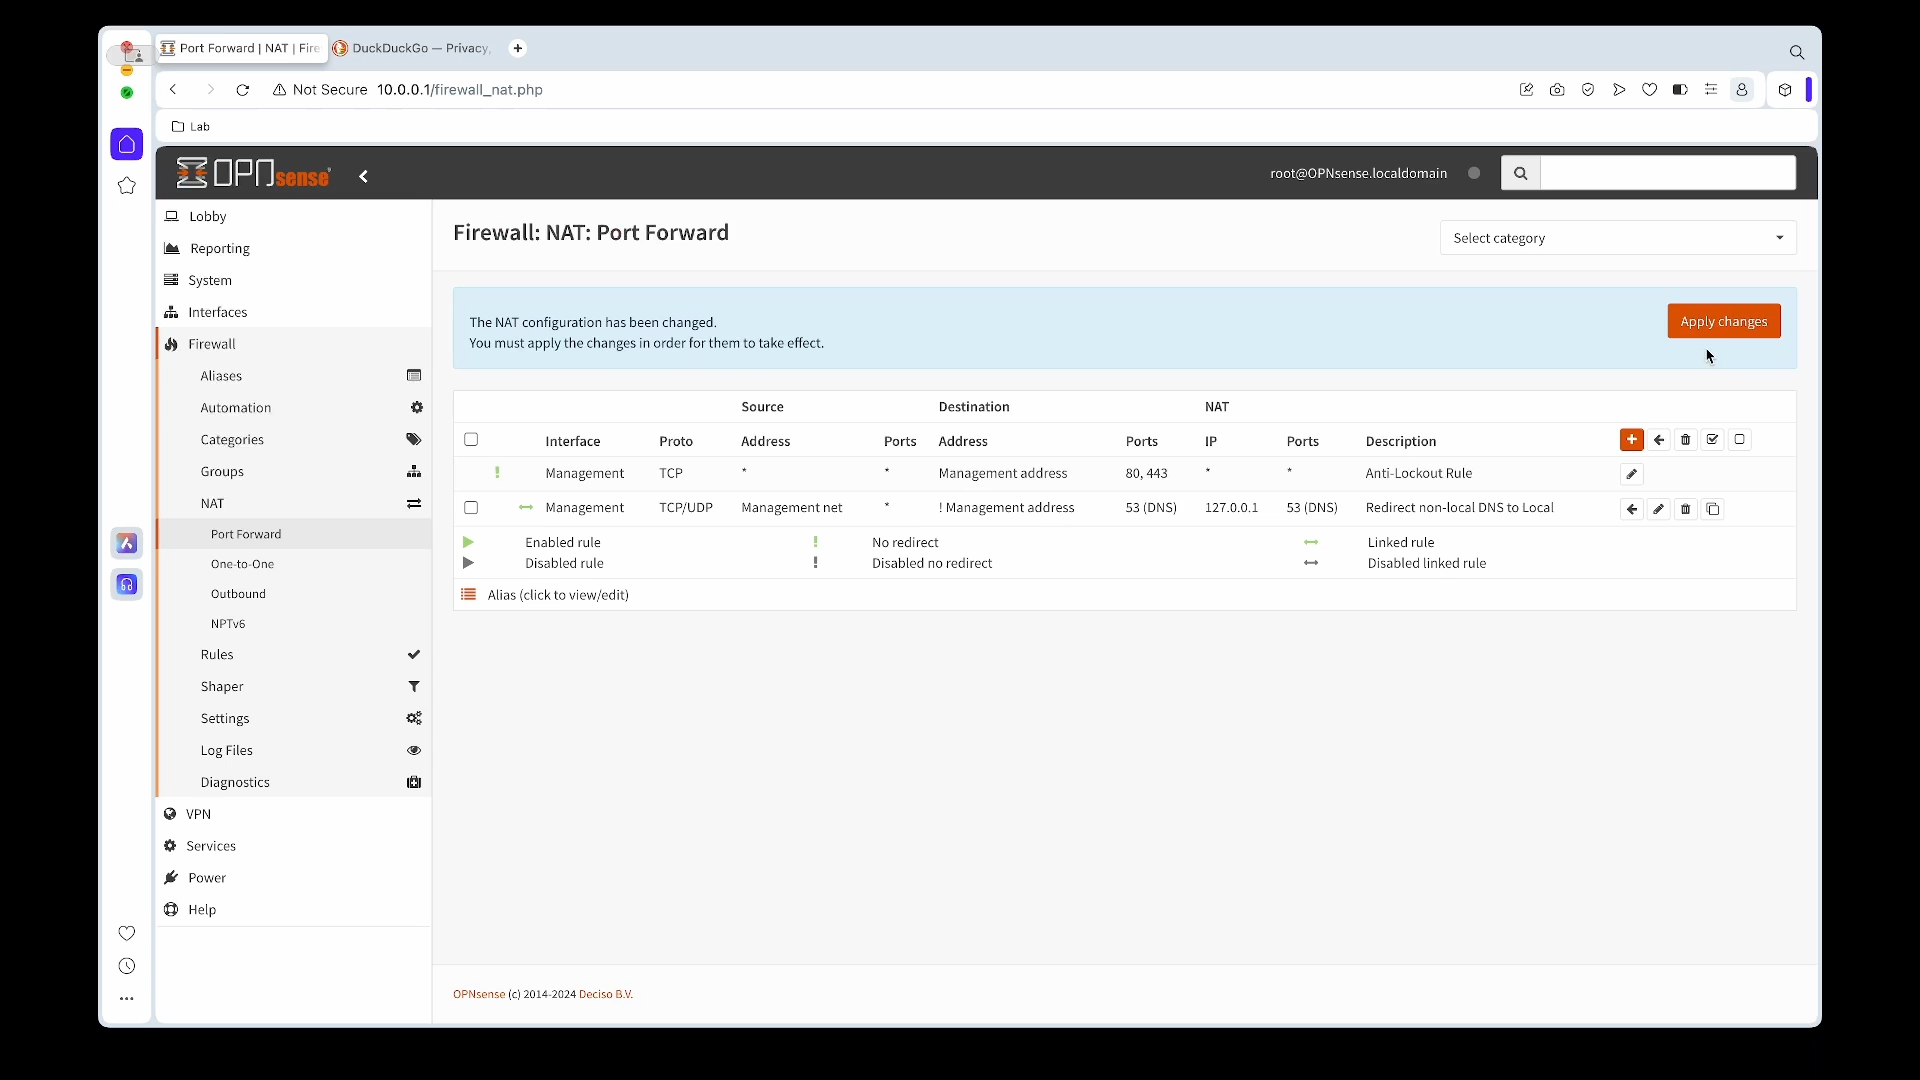 Port Forward | NAT | Fire
DuckDuckGo — Privacy,
Not Secure 10.0.0.1/firewall_nat.php
Lab
OPNsense
root@OPNsense.localdomain
Lobby
Reporting
System
Interfaces
Firewall
Aliases
Automation
Categories
Groups
NAT
Port Forward
One-to-One
Outbound
NPTv6
Rules
Shaper
Settings
Log Files
Diagnostics
VPN
Services
Power
Help
Firewall: NAT: Port Forward
Select category
The NAT configuration has been changed.
You must apply the changes in order for them to take effect.
Apply changes
Source Destination NAT
Interface Proto Address Ports Address Ports IP Ports Description
! Management TCP * * Management address 80, 443 * * Anti-Lockout Rule
Management TCP/UDP Management net * ! Management address 53 (DNS) 127.0.0.1 53 (DNS) Redirect non-local DNS to Local
Enabled rule ! No redirect Linked rule
Disabled rule ! Disabled no redirect Disabled linked rule
Alias (click to view/edit)
OPNsense (c) 2014-2024 Deciso B.V.